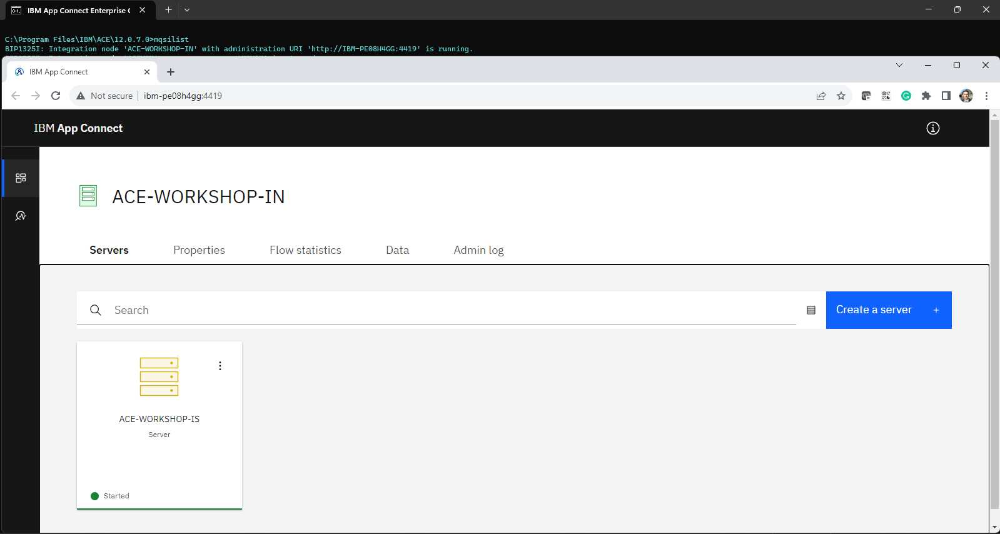 IBM App Connect Enterprise C
C:\Program Files\IBM\ACE\12.0.7.0>mqsilist
BIP1325I: Integration node 'ACE-WORKSHOP-IN' with administration URI 'http://IBM-PE08H4GG:4419' is running.
IBM App Connect
Not secure
ibm-pe08h4gg:4419
IBM App Connect
ACE-WORKSHOP-IN
Servers
Properties
Flow statistics
Data
Admin log
Search
Create a server +
ACE-WORKSHOP-IS
Server
Started